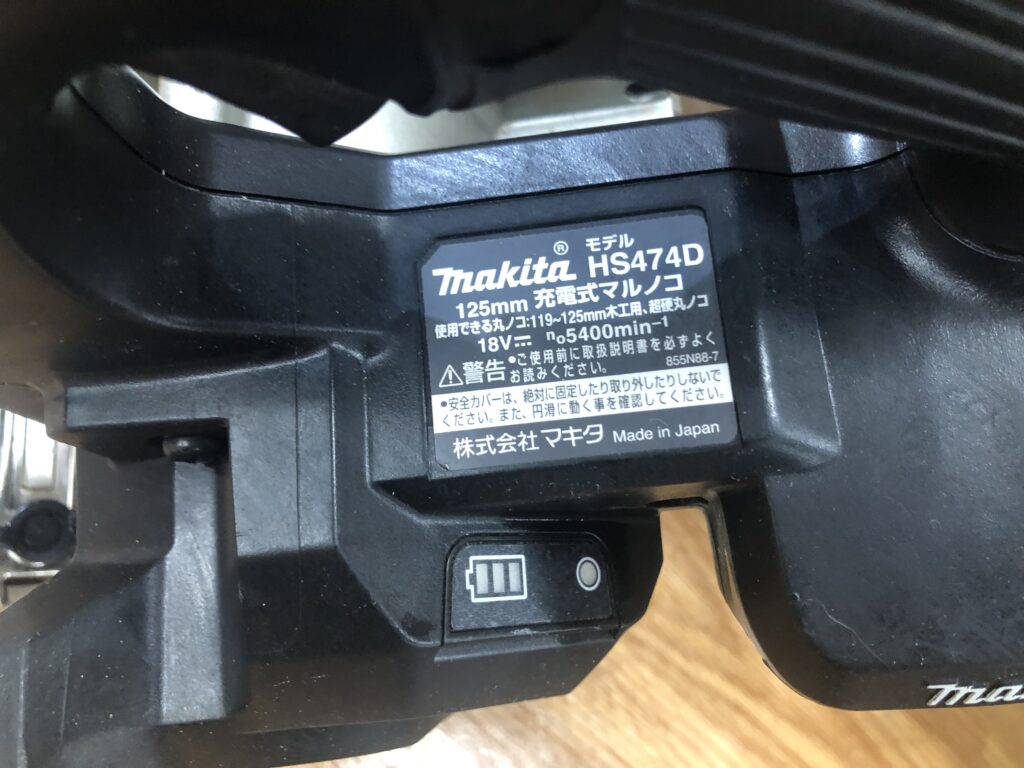 モデル
makita® HS474D
125mm 充電式マルノコ
使用できる丸ノコ:119~125mm木工用、超硬丸ノコ
18V⎓ n₀5400min⁻¹
⚠警告 •ご使用前に取扱説明書を必ずよく
お読みください。 855N88-7
•安全カバーは、絶対に固定したり取り外したりしないで
ください。また、円滑に動く事を確認してください。
株式会社マキタ Made in Japan